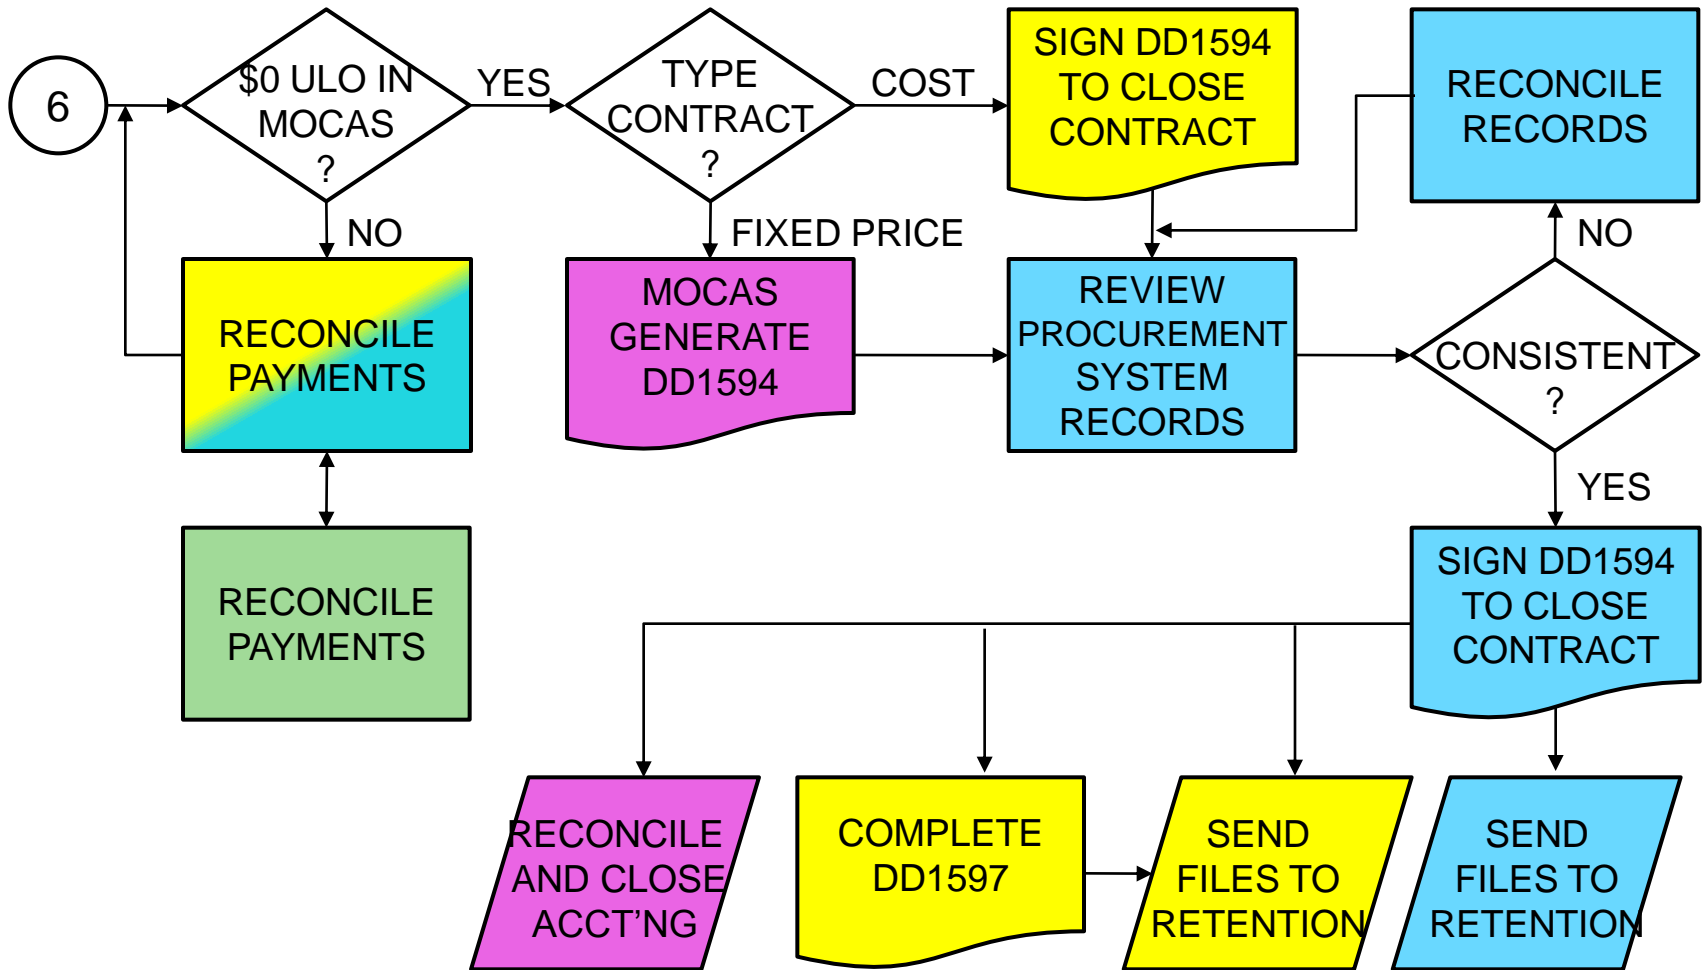 6
$0 ULO IN
MOCAS
?
YES
TYPE
CONTRACT
?
COST
SIGN DD1594
TO CLOSE
CONTRACT
RECONCILE
RECORDS
NO
FIXED PRICE
NO
RECONCILE
PAYMENTS
MOCAS
GENERATE
DD1594
REVIEW
PROCUREMENT
SYSTEM
RECORDS
CONSISTENT
?
YES
RECONCILE
PAYMENTS
SIGN DD1594
TO CLOSE
CONTRACT
RECONCILE
AND CLOSE
ACCT’NG
COMPLETE
DD1597
SEND
FILES TO
RETENTION
SEND
FILES TO
RETENTION